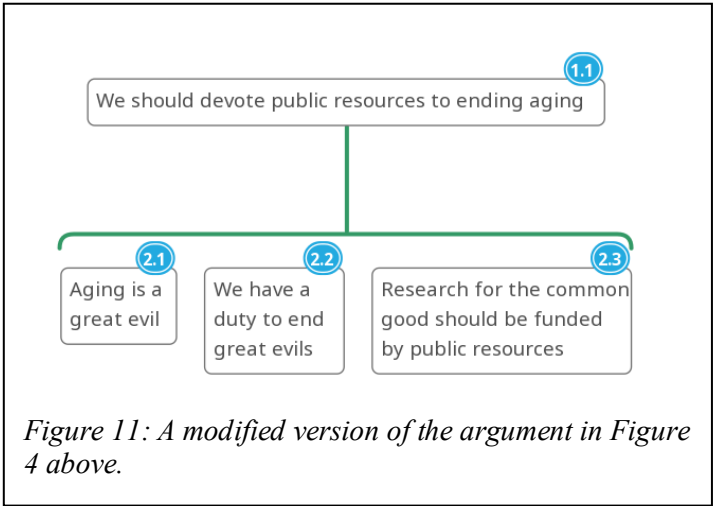 1.1
We should devote public resources to ending aging
2.1
Aging is a
great evil
2.2
We have a
duty to end
great evils
2.3
Research for the common
good should be funded
by public resources
Figure 11: A modified version of the argument in Figure
4 above.